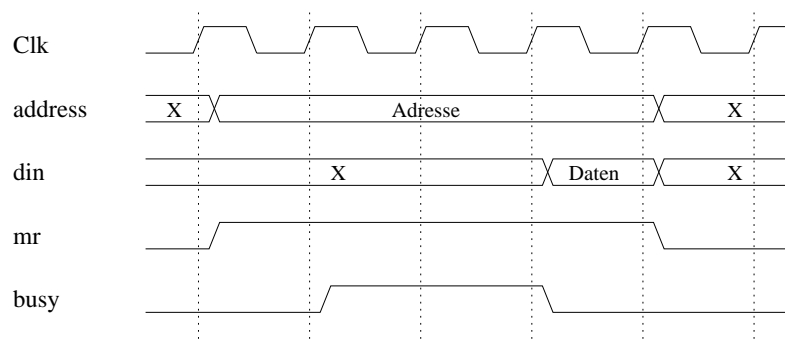 Clk
address X Adresse X
din X Daten X
mr
busy